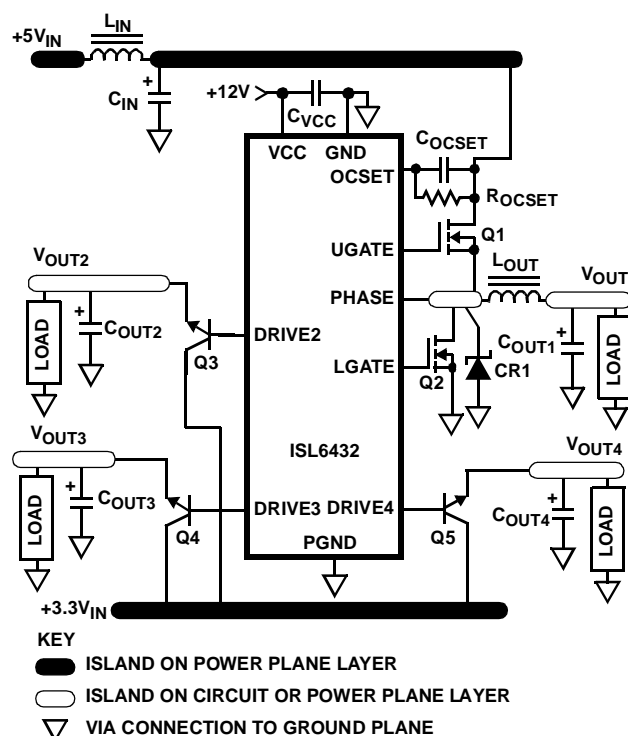 +5VIN
LIN
CIN
+12V
CVCC
VCC
GND
OCSET
COCSET
ROCSET
UGATE
Q1
VOUT2
LOAD
COUT2
Q3
DRIVE2
PHASE
LOUT
VOUT
LGATE
Q2
CR1
COUT1
LOAD
ISL6432
VOUT3
LOAD
COUT3
Q4
DRIVE3
DRIVE4
Q5
VOUT4
COUT4
LOAD
PGND
+3.3VIN
KEY
ISLAND ON POWER PLANE LAYER
ISLAND ON CIRCUIT OR POWER PLANE LAYER
VIA CONNECTION TO GROUND PLANE